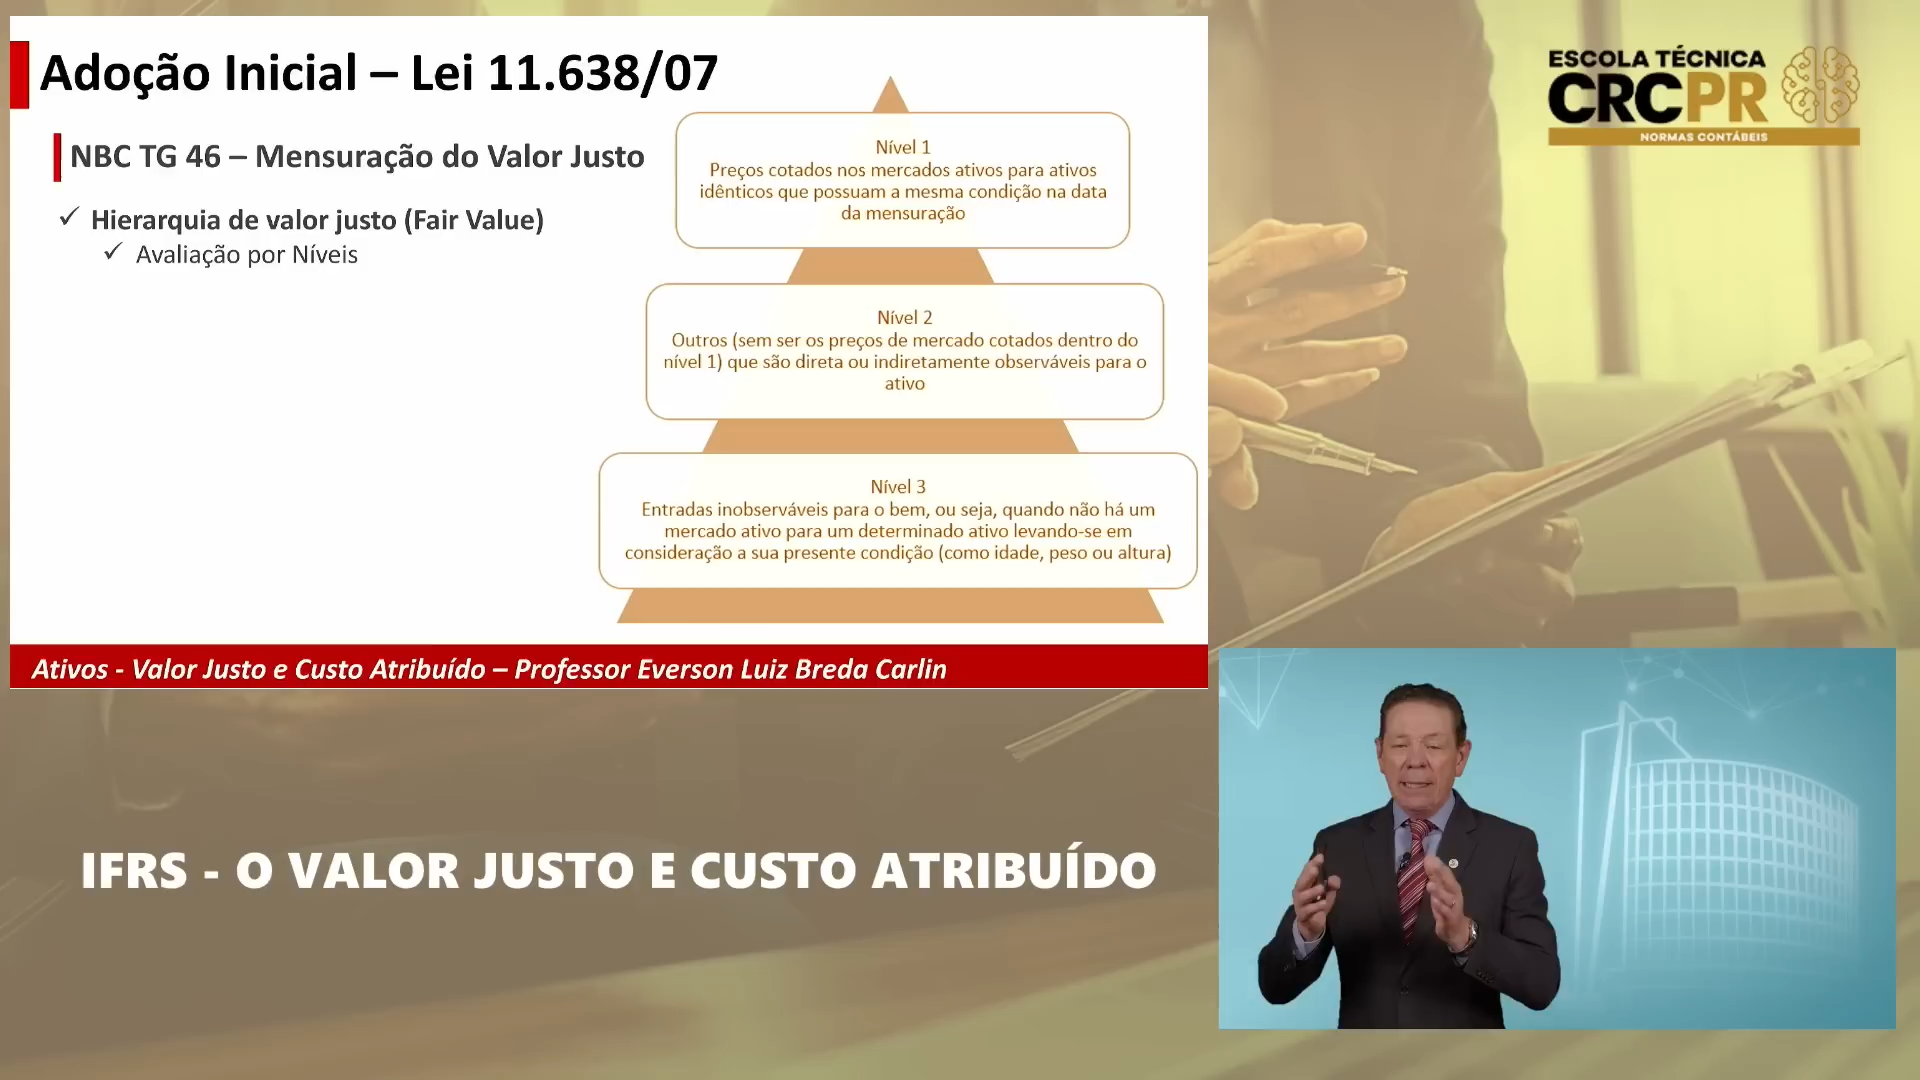 Adoção Inicial – Lei 11.638/07
NBC TG 46 – Mensuração do Valor Justo
Hierarquia de valor justo (Fair Value)
Avaliação por Níveis
Nível 1
Preços cotados nos mercados ativos para ativos
idênticos que possuam a mesma condição na data
da mensuração
Nível 2
Outros (sem ser os preços de mercado cotados dentro do
nível 1) que são direta ou indiretamente observáveis para o
ativo
Nível 3
Entradas inobserváveis para o bem, ou seja, quando não há um
mercado ativo para um determinado ativo levando-se em
consideração a sua presente condição (como idade, peso ou altura)
Ativos - Valor Justo e Custo Atribuído – Professor Everson Luiz Breda Carlin
ESCOLA TÉCNICA
CRCPR
NORMAS CONTÁBEIS
IFRS - O VALOR JUSTO E CUSTO ATRIBUÍDO